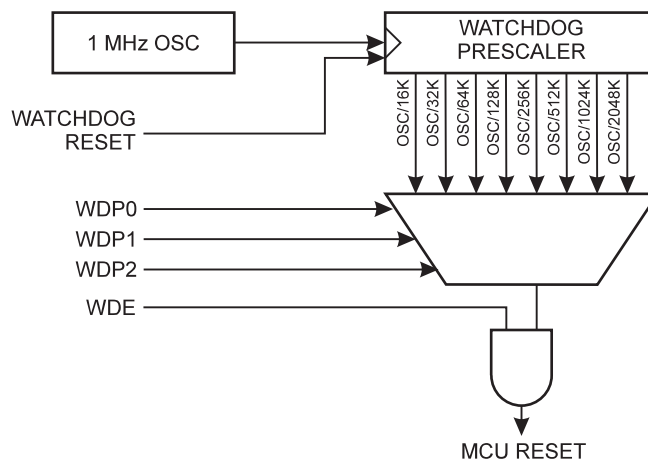 1 MHz OSC
WATCHDOG
PRESCALER
OSC/16K
OSC/32K
OSC/64K
OSC/128K
OSC/256K
OSC/512K
OSC/1024K
OSC/2048K
WATCHDOG
RESET
WDP0
WDP1
WDP2
WDE
MCU RESET